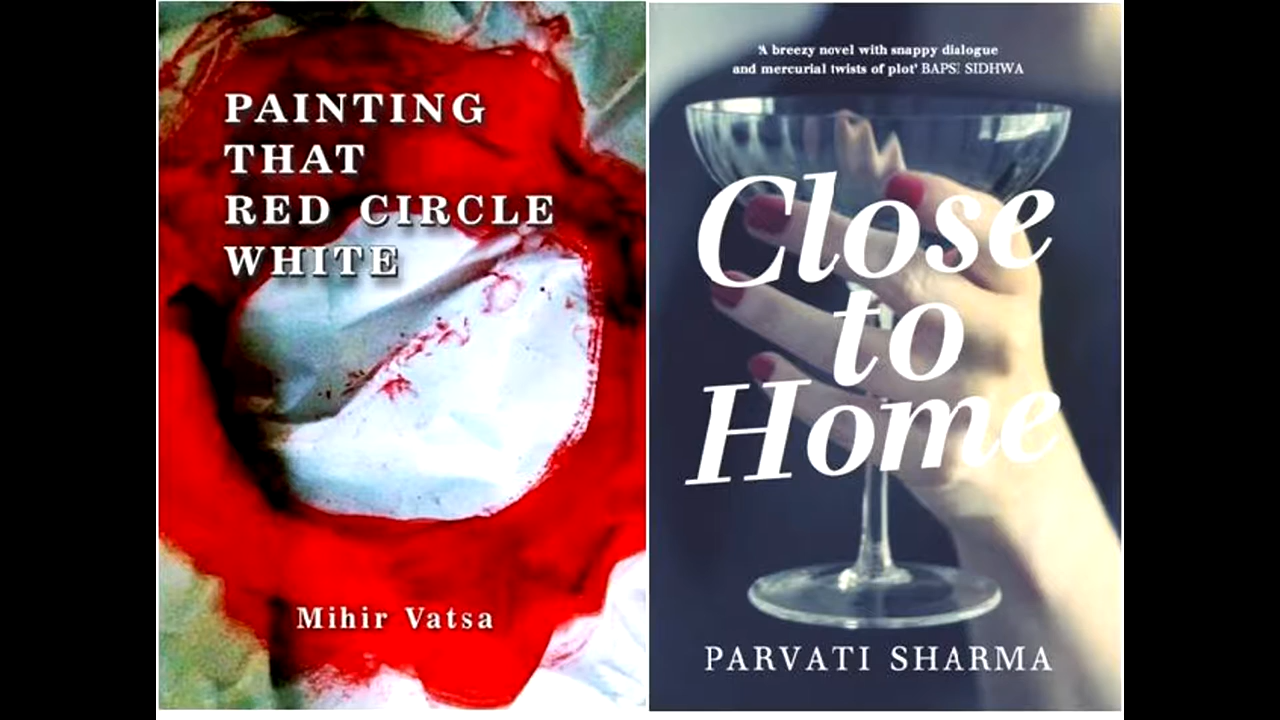 PAINTING
THAT
RED CIRCLE
WHITE
Mihir Vatsa
'A breezy novel with snappy dialogue
and mercurial twists of plot' BAPSI SIDHWA
Close
to
Home
PARVATI SHARMA